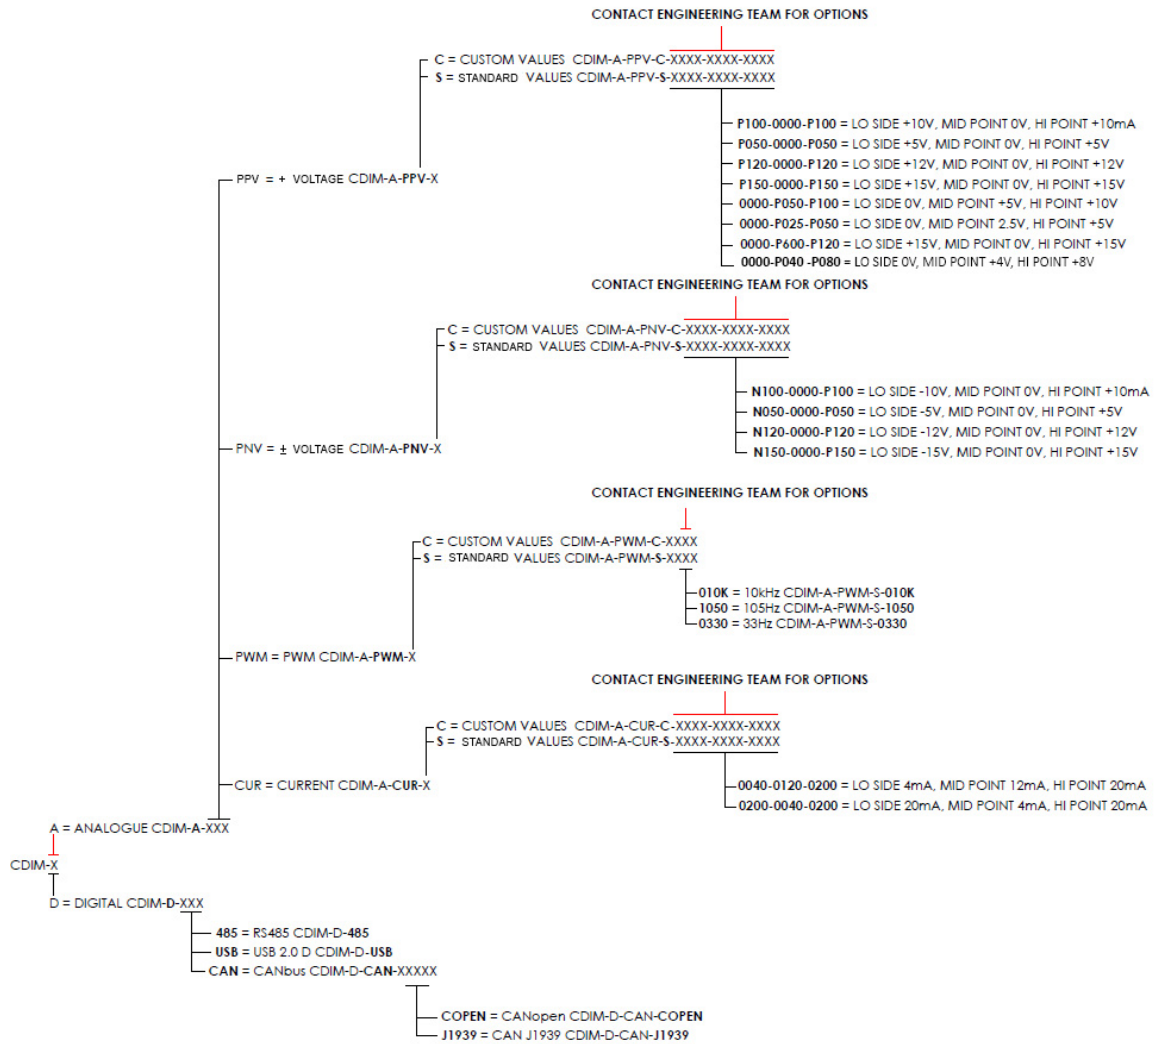 CONTACT ENGINEERING TEAM FOR OPTIONS
C = CUSTOM VALUES CDIM-A-PPV-C-XXXX-XXXX-XXXX
S = STANDARD VALUES CDIM-A-PPV-S-XXXX-XXXX-XXXX
P100-0000-P100 = LO SIDE +10V, MID POINT 0V, HI POINT +10mA
P050-0000-P050 = LO SIDE +5V, MID POINT 0V, HI POINT +5V
P120-0000-P120 = LO SIDE +12V, MID POINT 0V, HI POINT +12V
P150-0000-P150 = LO SIDE +15V, MID POINT 0V, HI POINT +15V
0000-P050-P100 = LO SIDE 0V, MID POINT +5V, HI POINT +10V
0000-P025-P050 = LO SIDE 0V, MID POINT 2.5V, HI POINT +5V
0000-P600-P120 = LO SIDE +15V, MID POINT 0V, HI POINT +15V
0000-P040 -P080 = LO SIDE 0V, MID POINT +4V, HI POINT +8V
PPV = + VOLTAGE CDIM-A-PPV-X
CONTACT ENGINEERING TEAM FOR OPTIONS
C = CUSTOM VALUES CDIM-A-PNV-C-XXXX-XXXX-XXXX
S = STANDARD VALUES CDIM-A-PNV-S-XXXX-XXXX-XXXX
N100-0000-P100 = LO SIDE -10V, MID POINT 0V, HI POINT +10mA
N050-0000-P050 = LO SIDE -5V, MID POINT 0V, HI POINT +5V
N120-0000-P120 = LO SIDE -12V, MID POINT 0V, HI POINT +12V
N150-0000-P150 = LO SIDE -15V, MID POINT 0V, HI POINT +15V
PNV = ± VOLTAGE CDIM-A-PNV-X
CONTACT ENGINEERING TEAM FOR OPTIONS
C = CUSTOM VALUES CDIM-A-PWM-C-XXXX
S = STANDARD VALUES CDIM-A-PWM-S-XXXX
010K = 10kHz CDIM-A-PWM-S-010K
1050 = 105Hz CDIM-A-PWM-S-1050
0330 = 33Hz CDIM-A-PWM-S-0330
PWM = PWM CDIM-A-PWM-X
CONTACT ENGINEERING TEAM FOR OPTIONS
C = CUSTOM VALUES CDIM-A-CUR-C-XXXX-XXXX-XXXX
S = STANDARD VALUES CDIM-A-CUR-S-XXXX-XXXX-XXXX
0040-0120-0200 = LO SIDE 4mA, MID POINT 12mA, HI POINT 20mA
0200-0040-0200 = LO SIDE 20mA, MID POINT 4mA, HI POINT 20mA
CUR = CURRENT CDIM-A-CUR-X
A = ANALOGUE CDIM-A-XXX
CDIM-X
D = DIGITAL CDIM-D-XXX
485 = RS485 CDIM-D-485
USB = USB 2.0 D CDIM-D-USB
CAN = CANbus CDIM-D-CAN-XXXXX
COPEN = CANopen CDIM-D-CAN-COPEN
J1939 = CAN J1939 CDIM-D-CAN-J1939